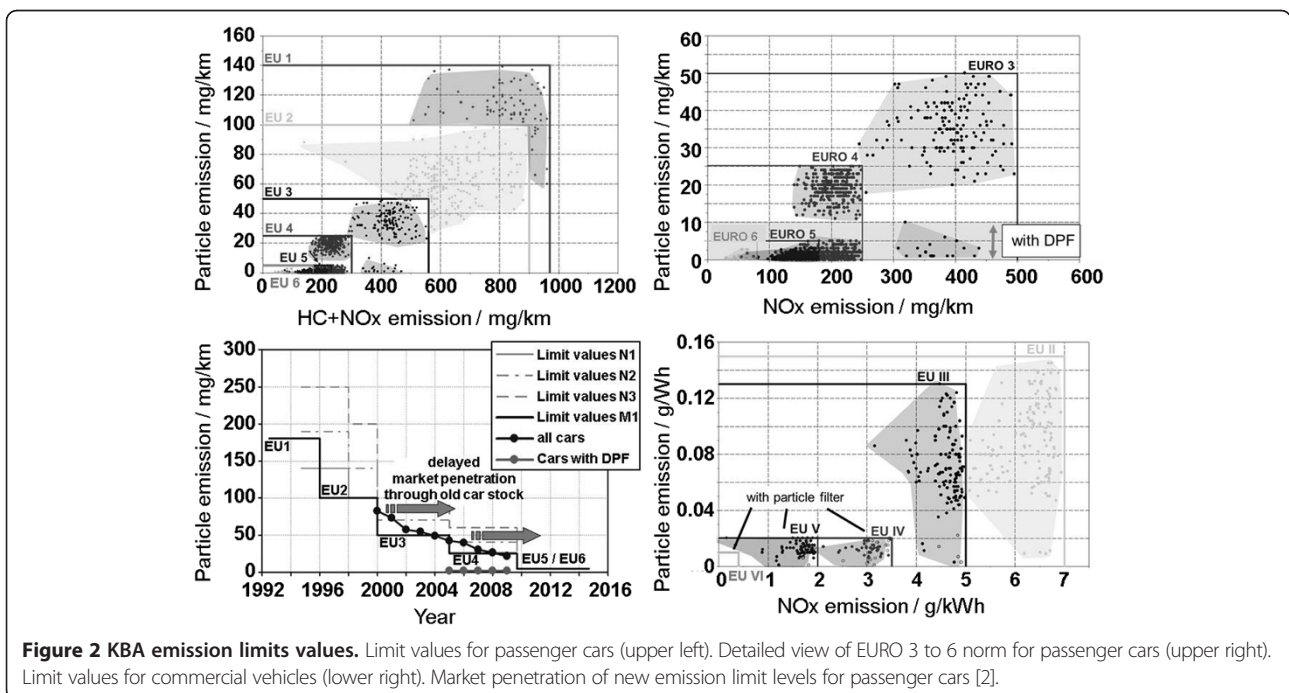 160
140
120
100
80
60
40
20
0
Particle emission / mg/km
EU 1
EU 2
EU 3
EU 4
EU 5
EU 6
0 200 400 600 800 1000 1200
HC+NOx emission / mg/km
60
50
40
30
20
10
0
Particle emission / mg/km
EURO 3
EURO 4
EURO 6
EURO 5
with DPF
0 100 200 300 400 500 600
NOx emission / mg/km
300
250
200
150
100
50
0
Particle emission / mg/km
Limit values N1
Limit values N2
Limit values N3
Limit values M1
all cars
Cars with DPF
EU1
EU2
delayed
market penetration
through old car stock
EU3
EU4
EU5 / EU6
1992 1996 2000 2004 2008 2012 2016
Year
0.16
0.12
0.08
0.04
0
Particle emission / g/Wh
EU II
EU III
with particle filter
EU V
EU IV
EU VI
0 1 2 3 4 5 6 7
NOx emission / g/kWh
Figure 2 KBA emission limits values. Limit values for passenger cars (upper left). Detailed view of EURO 3 to 6 norm for passenger cars (upper right).
Limit values for commercial vehicles (lower right). Market penetration of new emission limit levels for passenger cars [2].